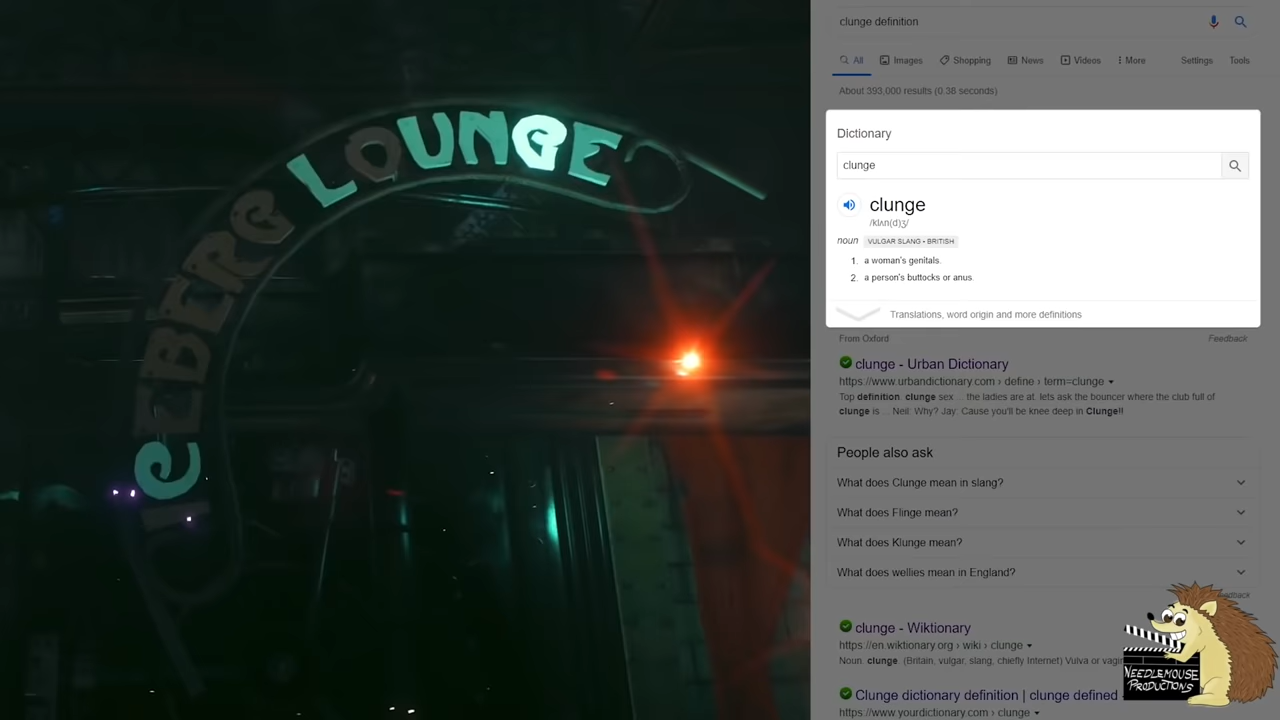 ICEBERG LOUNGE
clunge definition
All Images Shopping News Videos More Settings Tools
About 393,000 results (0.38 seconds)
Dictionary
clunge
clunge
/klʌn(d)ʒ/
noun VULGAR SLANG • BRITISH
1. a woman's genitals.
2. a person's buttocks or anus.
Translations, word origin and more definitions
From Oxford Feedback
clunge - Urban Dictionary
https://www.urbandictionary.com › define › term=clunge
Top definition. clunge sex ... the ladies are at. lets ask the bouncer where the club full of
clunge is ... Neil: Why? Jay: Cause you'll be knee deep in Clunge!!
People also ask
What does Clunge mean in slang?
What does Flinge mean?
What does Klunge mean?
What does wellies mean in England?
clunge - Wiktionary
https://en.wiktionary.org › wiki › clunge
Noun. clunge. (Britain, vulgar, slang, chiefly Internet) Vulva or
Clunge dictionary definition | clunge defined
https://www.yourdictionary.com › clunge
NEEDLEMOUSE
PRODUCTIONS